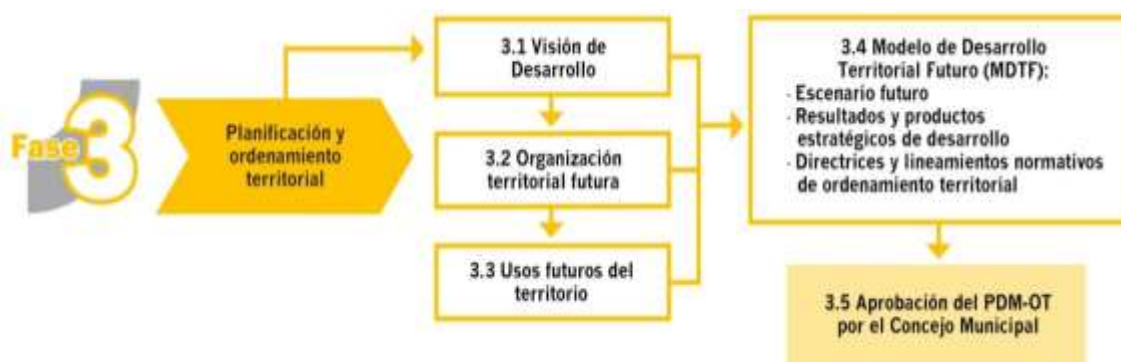 Fase 3
Planificación y
ordenamiento
territorial
3.1 Visión de
Desarrollo
3.2 Organización
territorial futura
3.3 Usos futuros del
territorio
3.4 Modelo de Desarrollo
Territorial Futuro (MDTF):
- Escenario futuro
- Resultados y productos
estratégicos de desarrollo
- Directrices y lineamientos normativos
de ordenamiento territorial
3.5 Aprobación del PDM-OT
por el Concejo Municipal